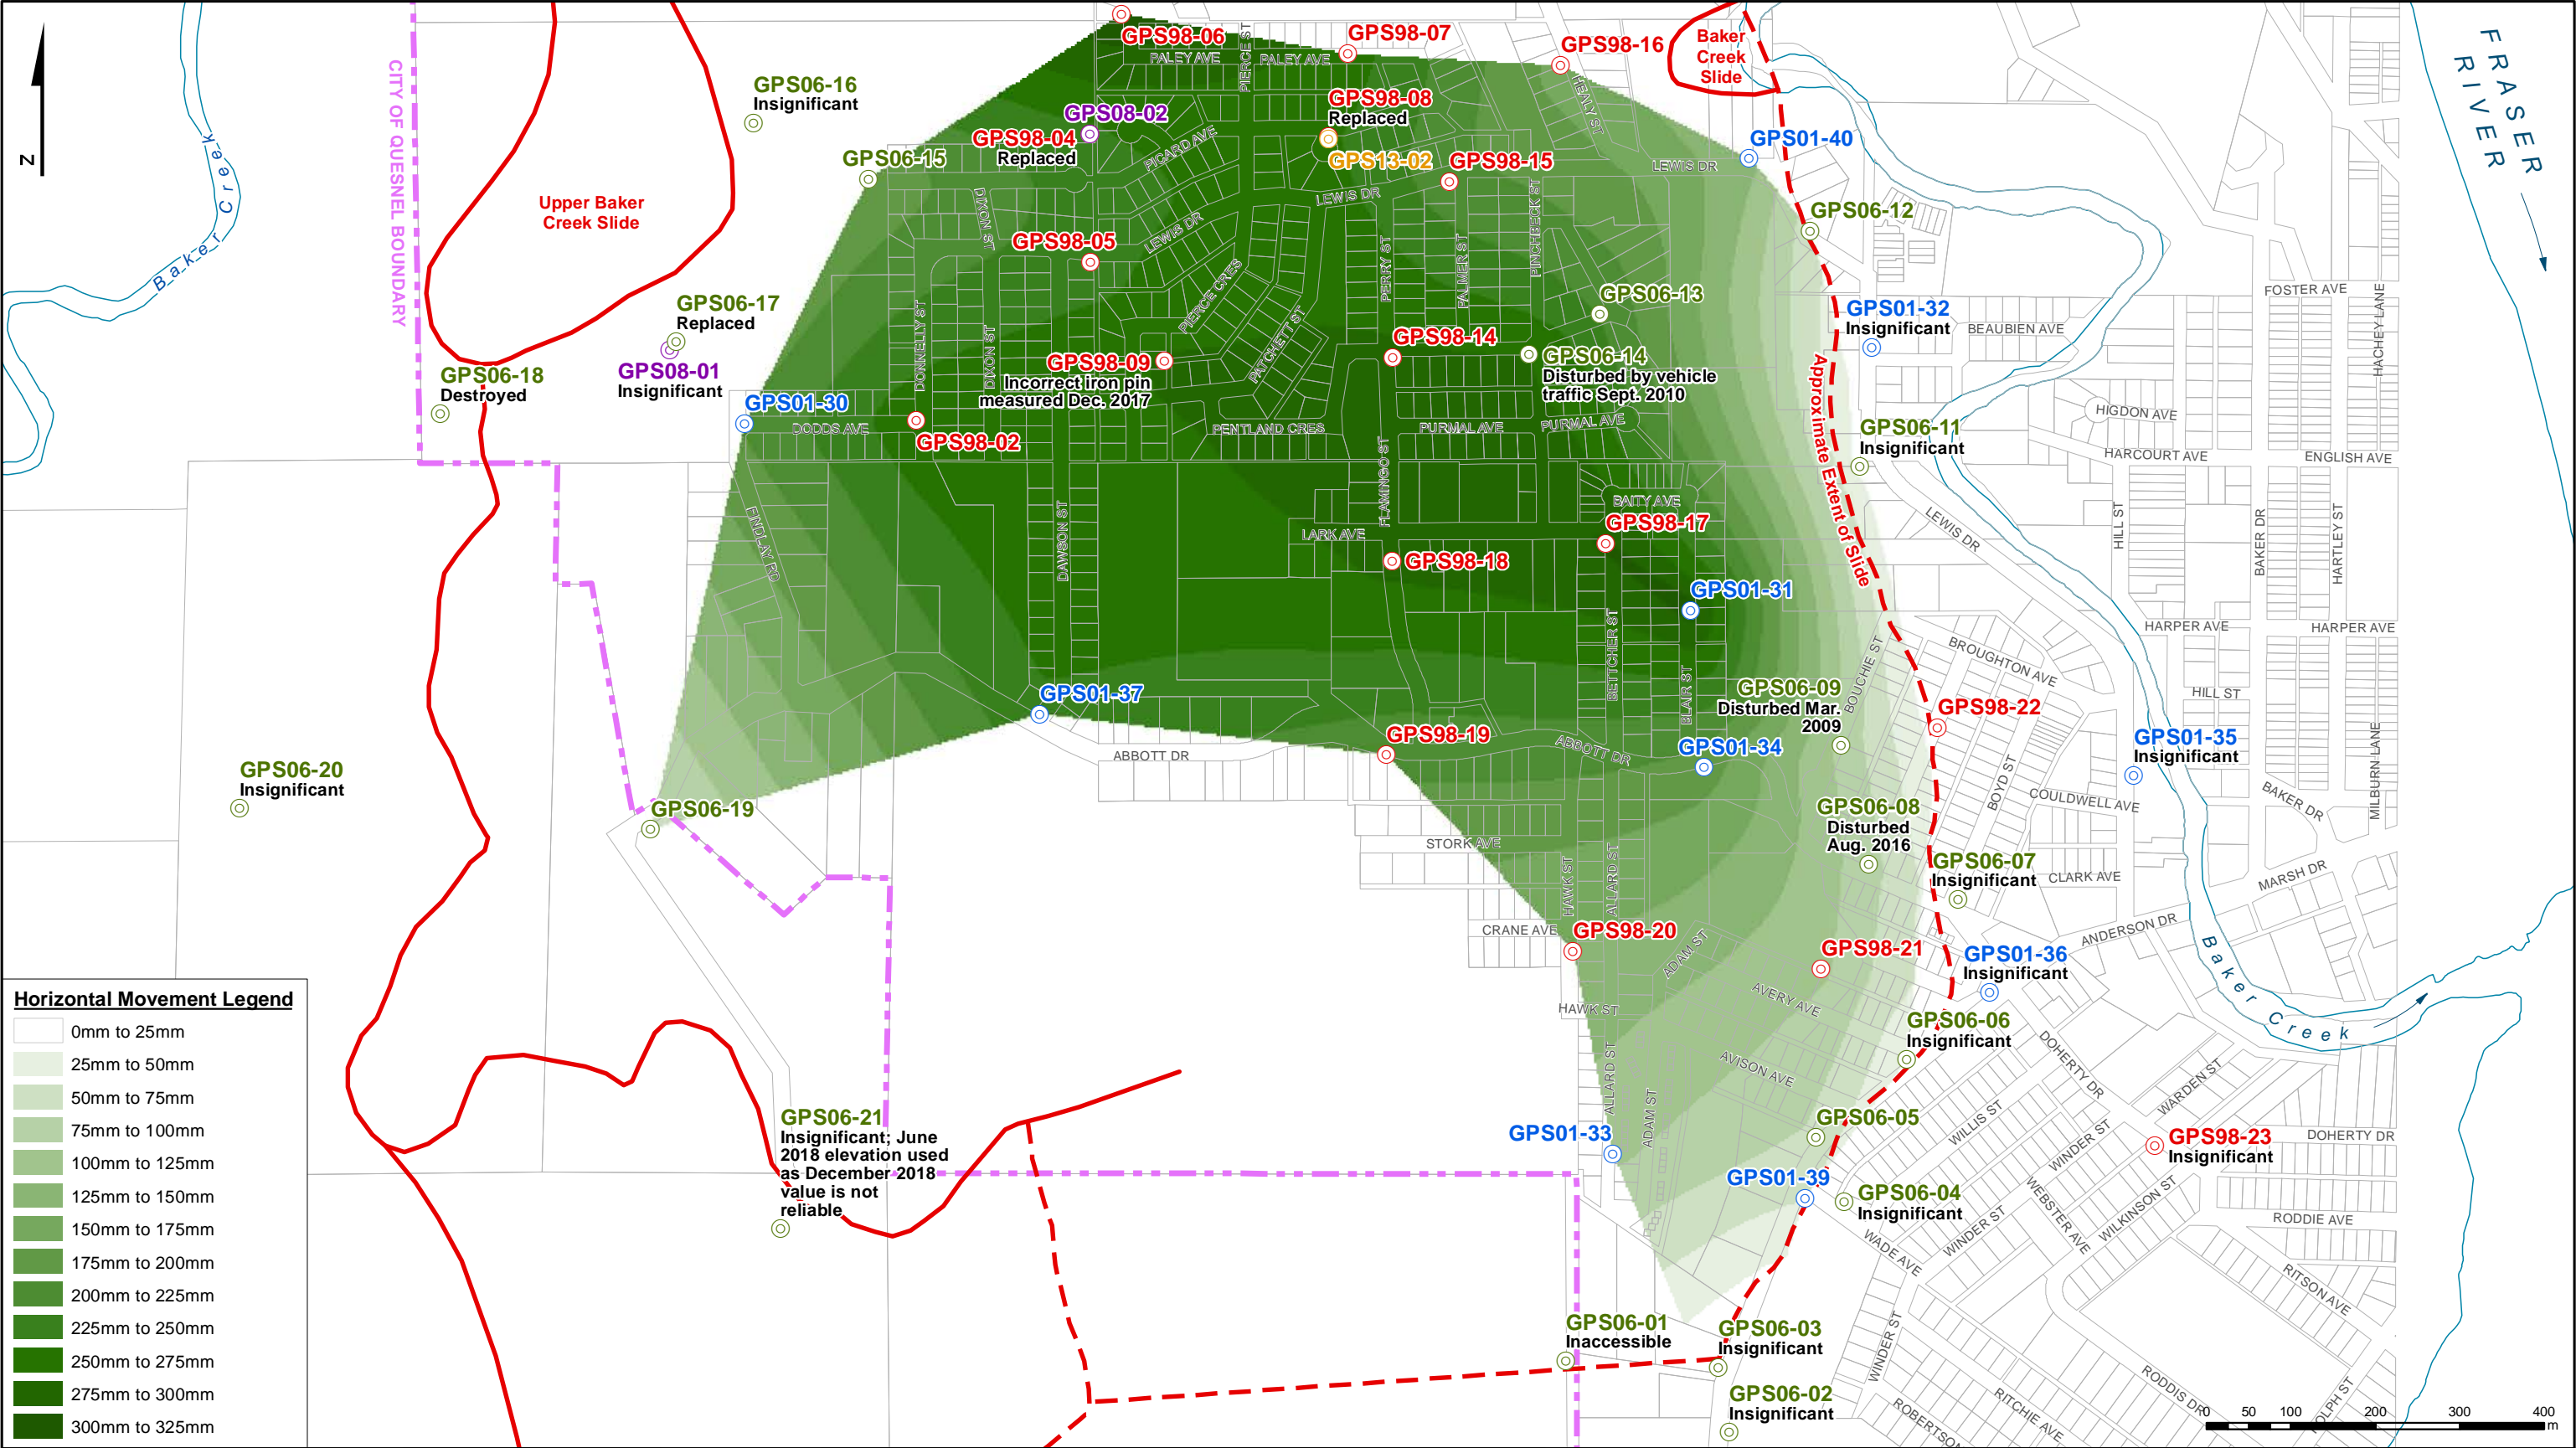 GPS98-06
GPS98-07
GPS98-16
Baker
Creek
Slide
FRASER
RIVER
PALEY AVE
PIERCE ST
PALEY AVE
HEALY ST
N
CITY OF QUESNEL BOUNDARY
Baker Creek
GPS06-16
Insignificant
GPS08-02
GPS98-04
Replaced
GPS98-08
Replaced
GPS13-02
GPS98-15
GPS01-40
LEWIS DR
GPS06-15
PICARD AVE
Upper Baker
Creek Slide
DIXON ST
LEWIS DR
LEWIS DR
PINCHBECK ST
GPS06-12
GPS98-05
PIERCE CRES
PERRY ST
PALMER ST
GPS06-13
FOSTER AVE
GPS06-17
Replaced
GPS08-01
Insignificant
DONNELLY ST
DIXON ST
PATCHETT ST
GPS01-32
Insignificant
BEAUBIEN AVE
HACHEY LANE
GPS98-14
GPS98-09
Incorrect iron pin
measured Dec. 2017
GPS06-14
Disturbed by vehicle
traffic Sept. 2010
Approximate Extent of Slide
GPS06-18
Destroyed
GPS01-30
DODDS AVE
GPS98-02
PENTLAND CRES
PURMAL AVE
PURMAL AVE
HIGDON AVE
GPS06-11
Insignificant
HARCOURT AVE
ENGLISH AVE
FLAMINGO ST
FINDLAY RD
DAWSON ST
BAITY AVE
GPS98-17
LARK AVE
GPS98-18
LEWIS DR
HILL ST
BAKER DR
HARTLEY ST
GPS01-31
BETTCHER ST
BLAIR ST
HARPER AVE
HARPER AVE
BOUCHIE ST
BROUGHTON AVE
HILL ST
GPS01-37
GPS06-09
Disturbed Mar.
2009
GPS98-22
GPS98-19
ABBOTT DR
ABBOTT DR
GPS01-34
GPS01-35
Insignificant
MILBURN LANE
BOYD ST
GPS06-20
Insignificant
GPS06-19
COULDWELL AVE
BAKER DR
GPS06-08
Disturbed
Aug. 2016
STORK AVE
HAWK ST
ALLARD ST
GPS06-07
Insignificant
CLARK AVE
MARSH DR
CRANE AVE
GPS98-20
ADAM ST
GPS98-21
ANDERSON DR
GPS01-36
Insignificant
Baker Creek
HAWK ST
AVERY AVE
GPS06-06
Insignificant
ALLARD ST
ADAM ST
AVISON AVE
DOHERTY DR
WARDEN ST
GPS06-05
WILLIS ST
WINDER ST
GPS01-33
GPS98-23
Insignificant
DOHERTY DR
GPS06-21
Insignificant; June
2018 elevation used
as December 2018
value is not
reliable
GPS01-39
GPS06-04
Insignificant
WEBSTER AVE
WILKINSON ST
WINDER ST
WADE AVE
RODDIE AVE
RITSON AVE
GPS06-01
Inaccessible
GPS06-03
Insignificant
WINDER ST
GPS06-02
Insignificant
RODDIS DR
RITCHIE AVE
ROBERTSON
OLPH ST
Horizontal Movement Legend
0mm to 25mm
25mm to 50mm
50mm to 75mm
75mm to 100mm
100mm to 125mm
125mm to 150mm
150mm to 175mm
175mm to 200mm
200mm to 225mm
225mm to 250mm
250mm to 275mm
275mm to 300mm
300mm to 325mm
0 50 100 200 300 400
m